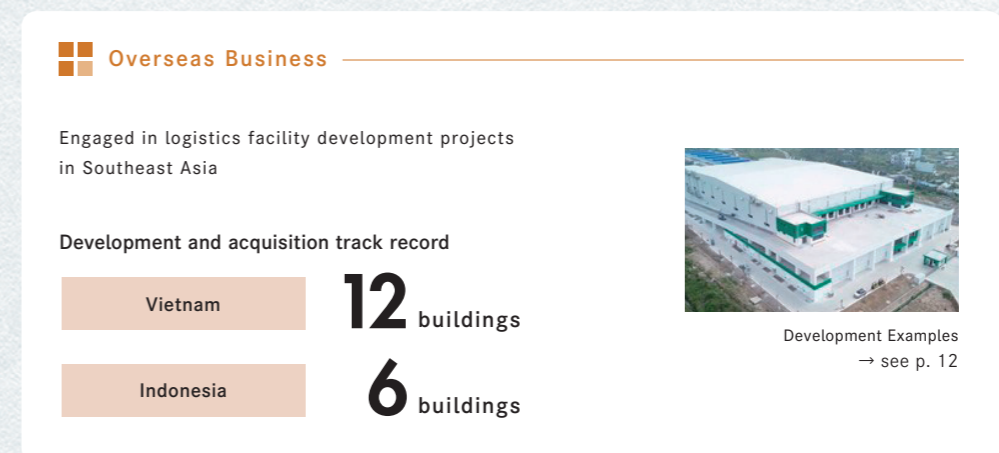 Overseas Business
Engaged in logistics facility development projects
in Southeast Asia
Development and acquisition track record
Vietnam
12 buildings
Indonesia
6 buildings
Development Examples
→ see p. 12